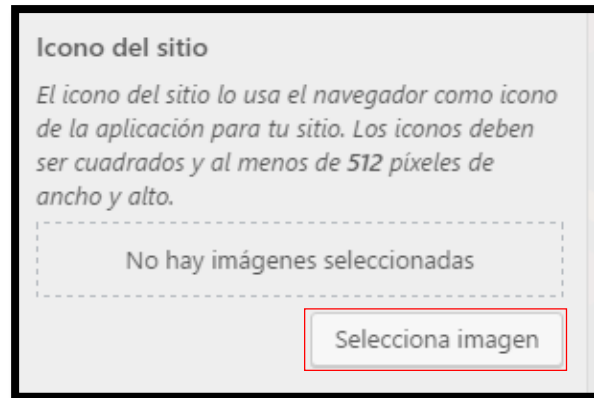 Icono del sitio
El icono del sitio lo usa el navegador como icono
de la aplicación para tu sitio. Los iconos deben
ser cuadrados y al menos de 512 píxeles de
ancho y alto.
No hay imágenes seleccionadas
Selecciona imagen